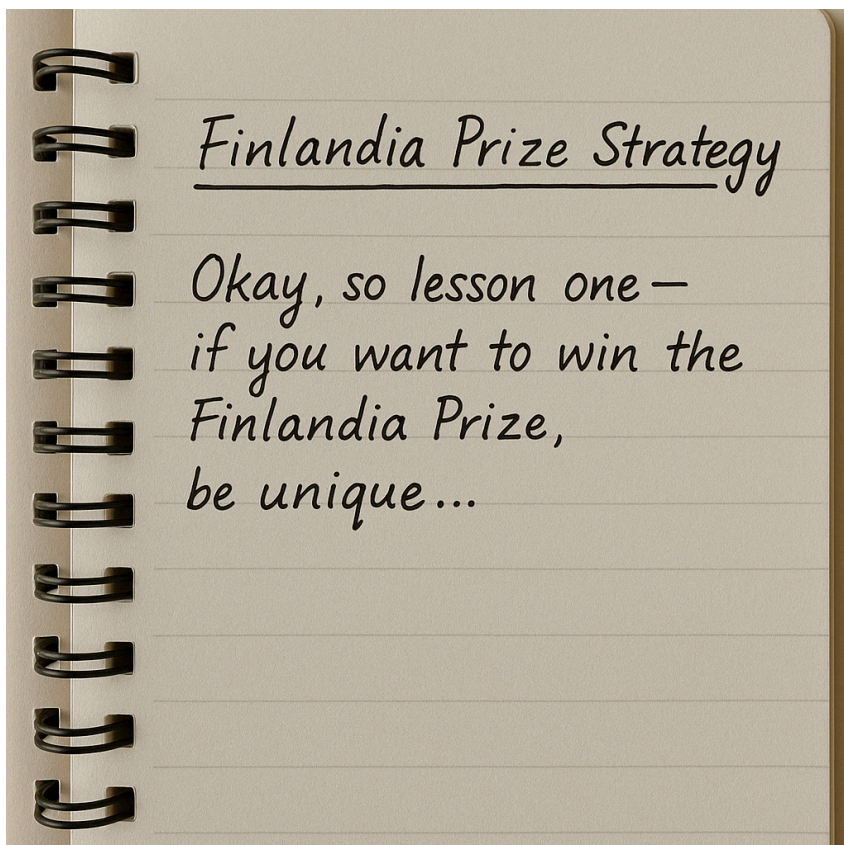 Finlandia Prize Strategy
Okay, so lesson one—
if you want to win the
Finlandia Prize,
be unique...